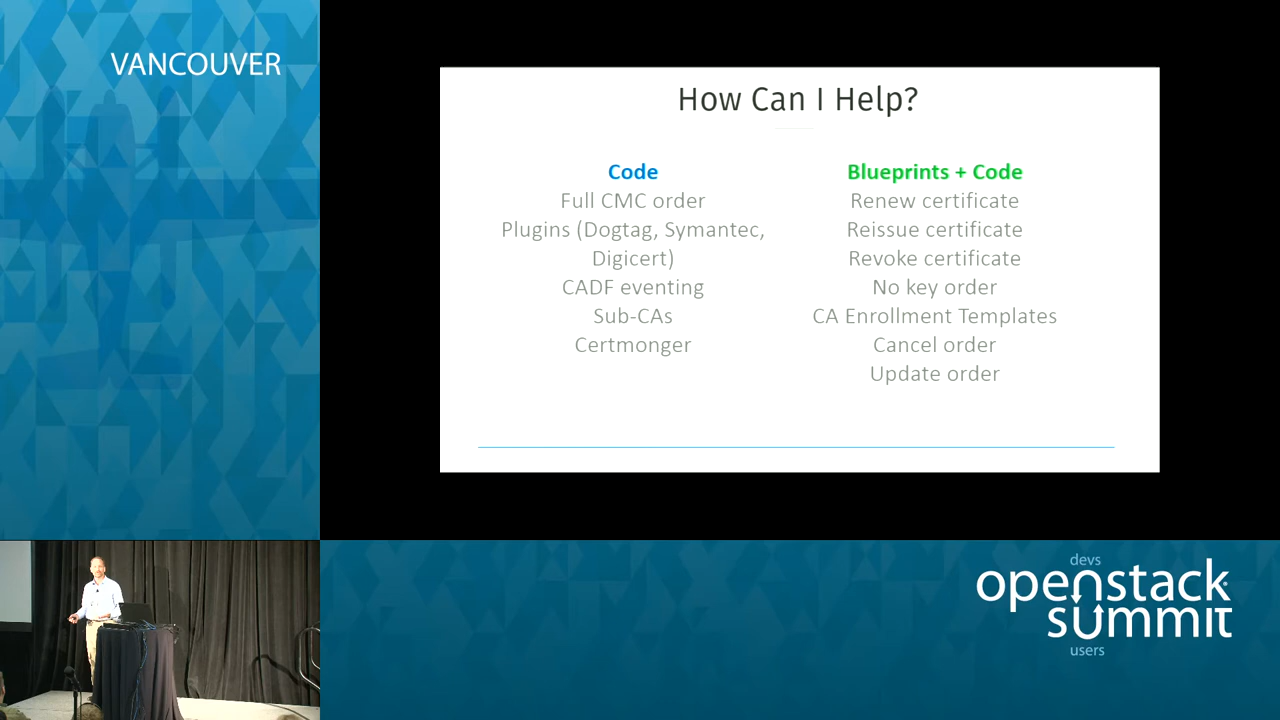 VANCOUVER
How Can I Help?
Code
Full CMC order
Plugins (Dogtag, Symantec,
Digicert)
CADF eventing
Sub-CAs
Certmonger
Blueprints + Code
Renew certificate
Reissue certificate
Revoke certificate
No key order
CA Enrollment Templates
Cancel order
Update order
devs
openstack
summit
users